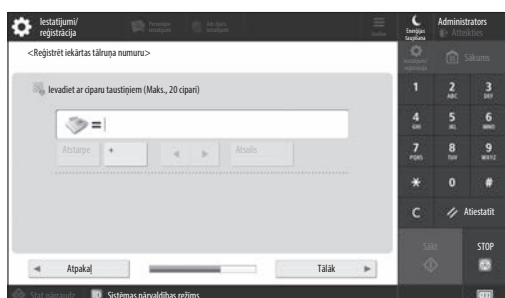 Iestatījumi/
reģistrācija
Enerģijas
taupīšana
Administrators
Atteikties
<Reģistrēt iekārtas tālruņa numuru>
Sākums
Ievadiet ar ciparu taustiņiem (Maks., 20 cipari)
=
Atstarpe + ◀ ▶ Atsolis
1 2 ABC 3 DEF
4 GHI 5 JKL 6 MNO
7 PQRS 8 TUV 9 WXYZ
* 0 #
C Atiestatīt
Sākt STOP
◀ Atpakaļ Tālāk ▶
Stat.pārraudz. Sistēmas pārvaldības režīms